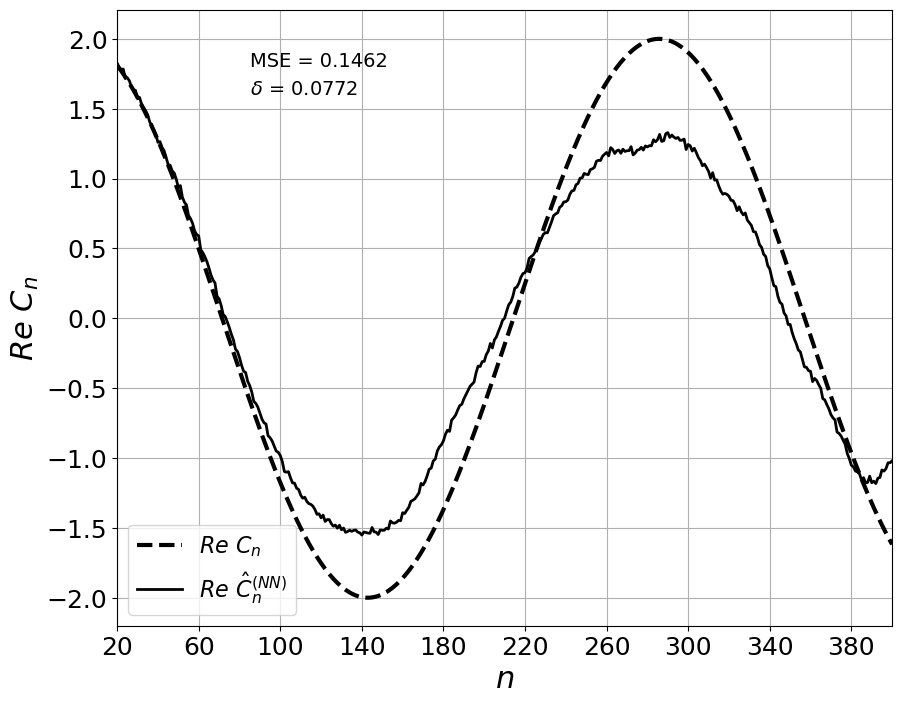 2.0
1.5
1.0
0.5
0.0
−0.5
−1.0
−1.5
−2.0
Re C_n
MSE = 0.1462
δ = 0.0772
Re C_n
Re Ĉ_n^(NN)
20 60 100 140 180 220 260 300 340 380
n